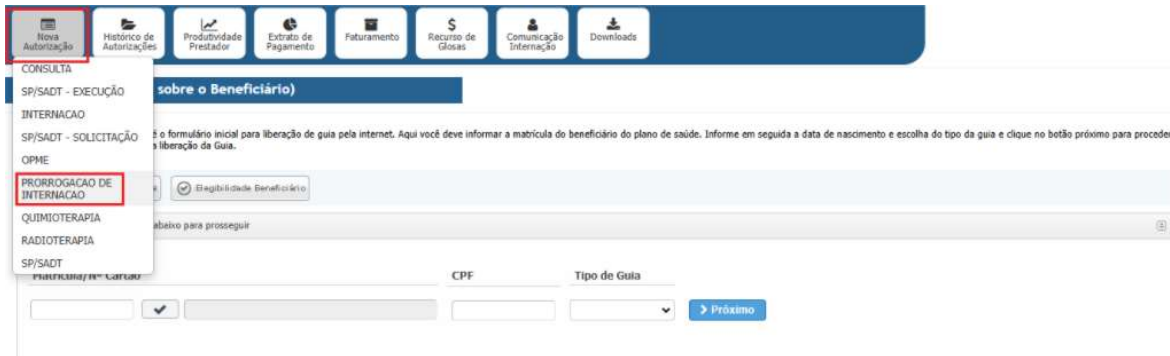 Nova
Autorização
Histórico de
Autorizações
Produtividade
Prestador
Extrato de
Pagamento
Faturamento
Recurso de
Glosas
Comunicação
Internação
Downloads
CONSULTA
SP/SADT - EXECUÇÃO
INTERNACAO
SP/SADT - SOLICITAÇÃO
OPME
PRORROGACAO DE
INTERNACAO
QUIMIOTERAPIA
RADIOTERAPIA
SP/SADT
sobre o Beneficiário)
é o formulário inicial para liberação de guia pela internet. Aqui você deve informar a matrícula do beneficiário do plano de saúde. Informe em seguida a data de nascimento e escolha do tipo da guia e clique no botão próximo para proceder
a liberação da Guia.
Elegibilidade Beneficiário
abaixo para prosseguir
Matrícula/Nº Cartão
CPF
Tipo de Guia
Próximo